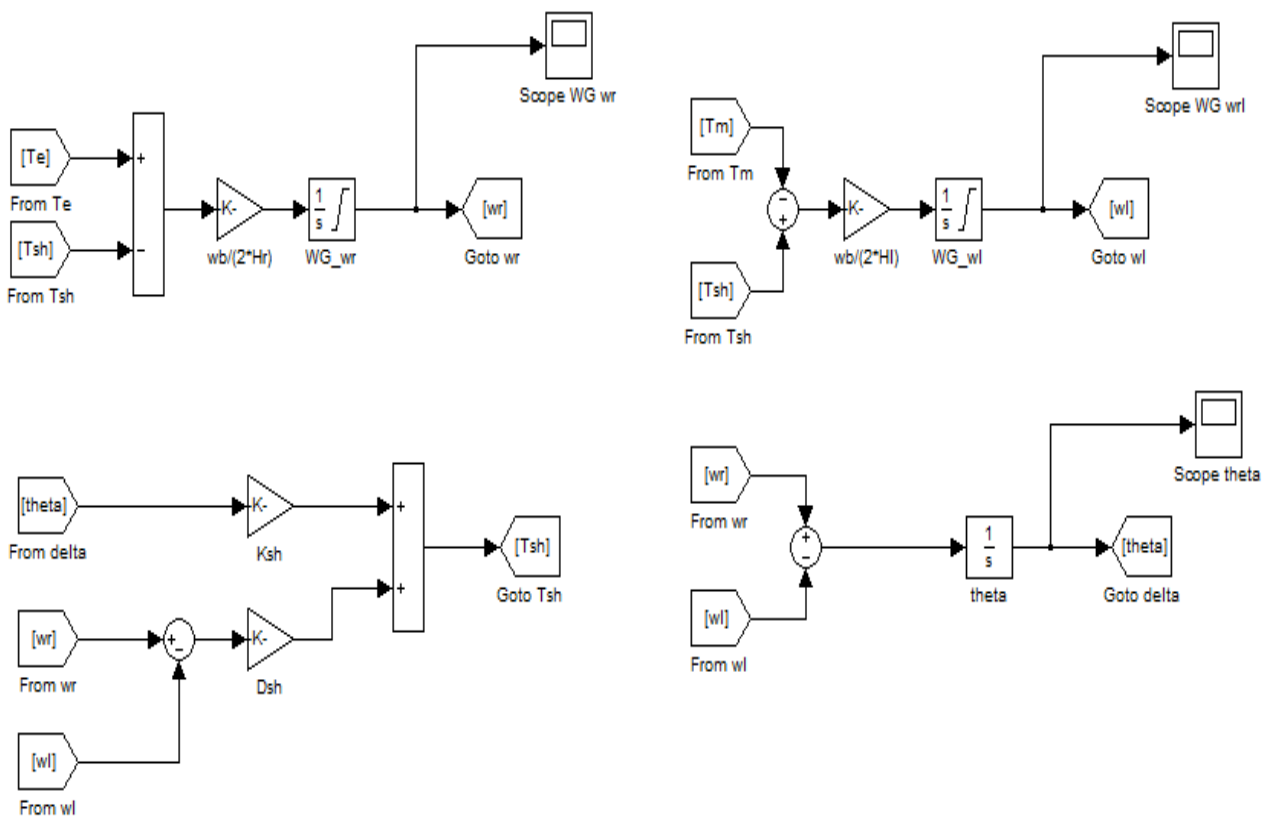 Scope WG wr
[Te]
From Te
+
[Tsh]
From Tsh
−
K-
wb/(2*Hr)
1
s
WG_wr
[wr]
Goto wr
Scope WG wrl
[Tm]
From Tm
−
+
[Tsh]
From Tsh
K-
wb/(2*Hl)
1
s
WG_wl
[wl]
Goto wl
[theta]
From delta
K-
Ksh
+
+
[Tsh]
Goto Tsh
[wr]
From wr
+
−
K-
Dsh
[wl]
From wl
Scope theta
[wr]
From wr
+
−
[wl]
From wl
1
s
theta
[theta]
Goto delta